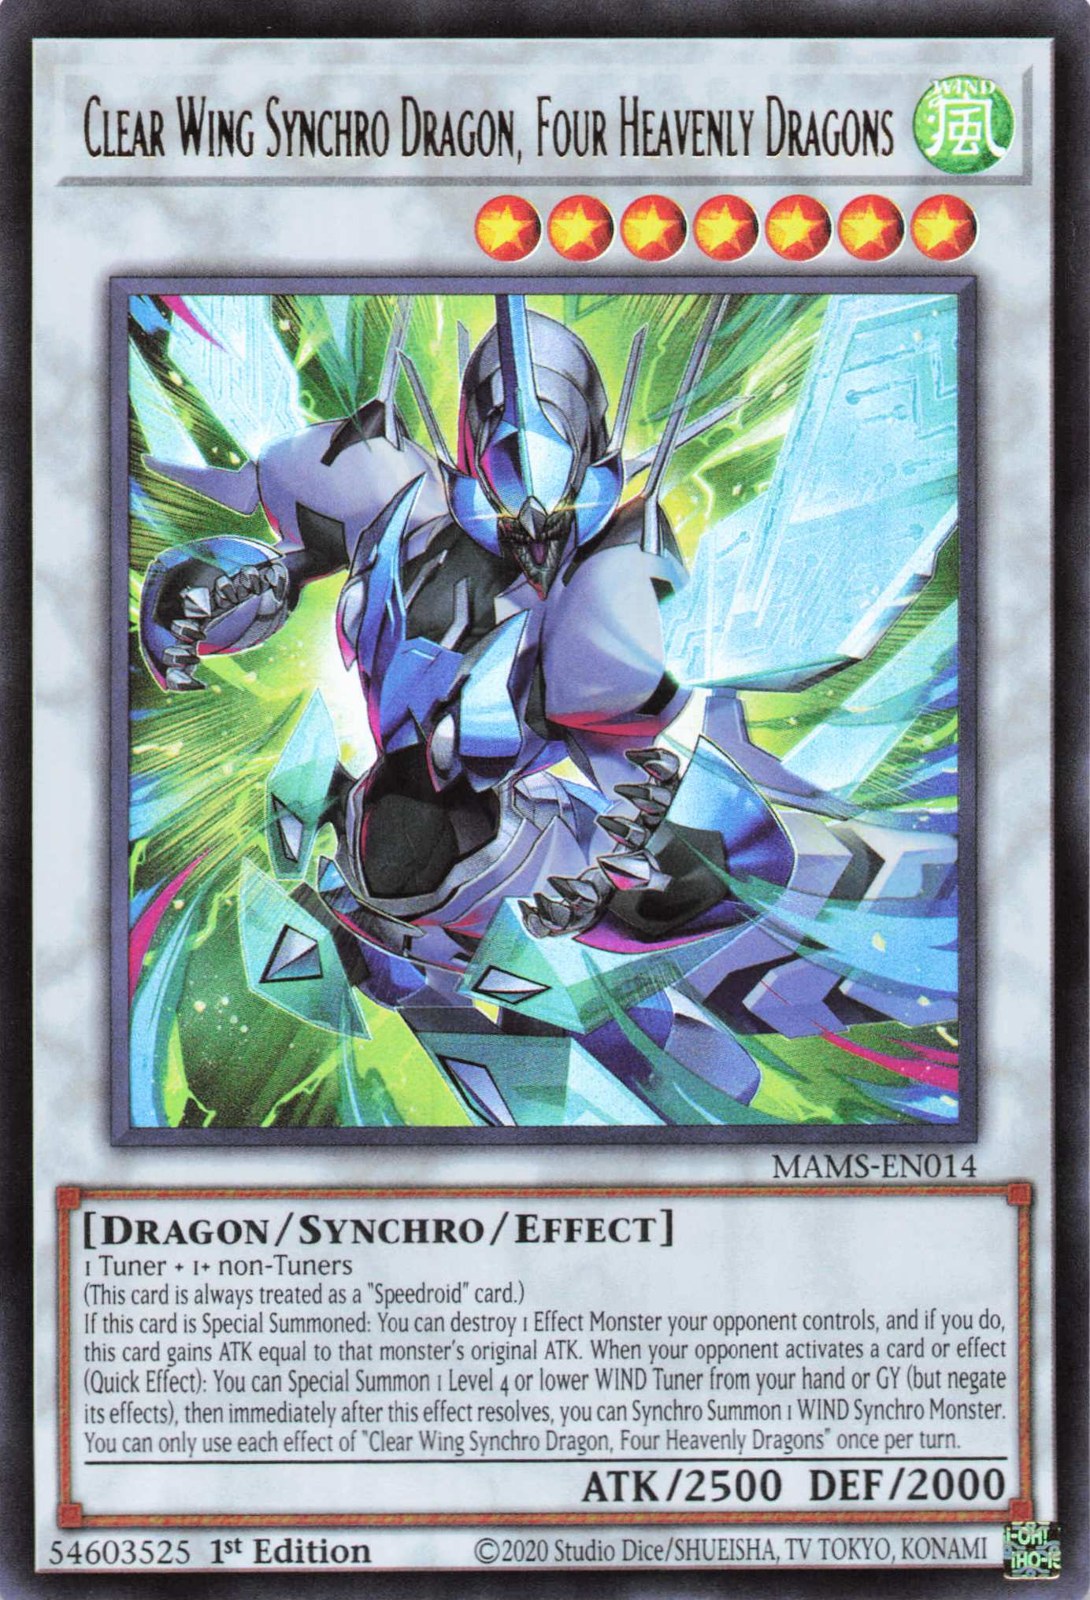 CLEAR WING SYNCHRO DRAGON, FOUR HEAVENLY DRAGONS
WIND
風
MAMS-EN014
[DRAGON/SYNCHRO/EFFECT]
1 Tuner + 1+ non-Tuners
(This card is always treated as a "Speedroid" card.)
If this card is Special Summoned: You can destroy 1 Effect Monster your opponent controls, and if you do,
this card gains ATK equal to that monster's original ATK. When your opponent activates a card or effect
(Quick Effect): You can Special Summon 1 Level 4 or lower WIND Tuner from your hand or GY (but negate
its effects), then immediately after this effect resolves, you can Synchro Summon 1 WIND Synchro Monster.
You can only use each effect of "Clear Wing Synchro Dragon, Four Heavenly Dragons" once per turn.
ATK/2500 DEF/2000
54603525 1st Edition ©2020 Studio Dice/SHUEISHA, TV TOKYO, KONAMI